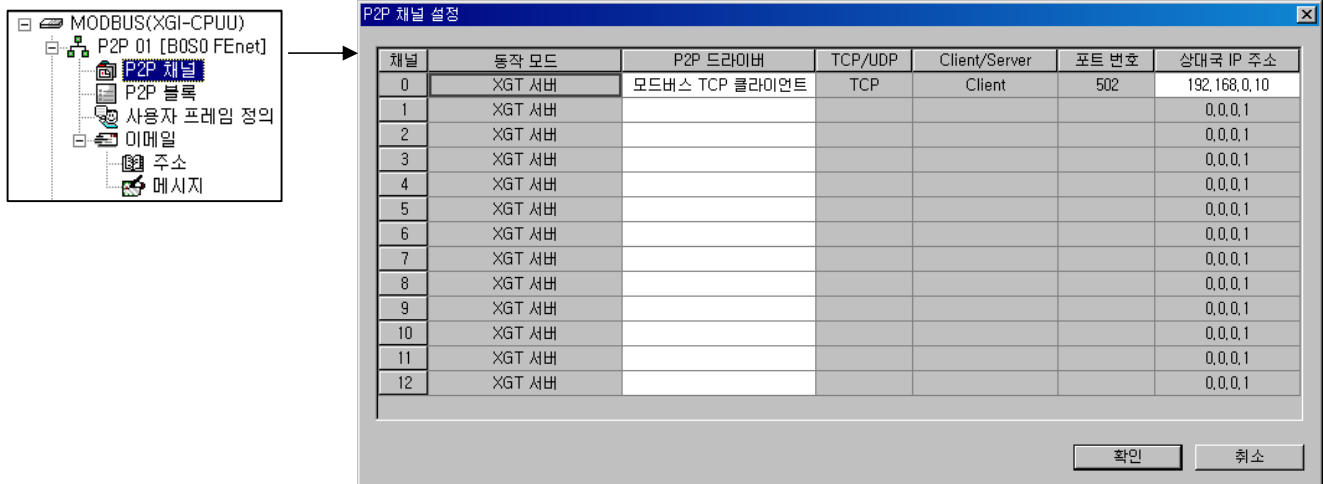 MODBUS(XGI-CPUU)
P2P 01 [B0S0 FEnet]
P2P 채널
P2P 블록
사용자 프레임 정의
이메일
주소
메시지
P2P 채널 설정
채널 동작 모드 P2P 드라이버 TCP/UDP Client/Server 포트 번호 상대국 IP 주소
0 XGT 서버 모드버스 TCP 클라이언트 TCP Client 502 192,168,0,10
1 XGT 서버 0,0,0,1
2 XGT 서버 0,0,0,1
3 XGT 서버 0,0,0,1
4 XGT 서버 0,0,0,1
5 XGT 서버 0,0,0,1
6 XGT 서버 0,0,0,1
7 XGT 서버 0,0,0,1
8 XGT 서버 0,0,0,1
9 XGT 서버 0,0,0,1
10 XGT 서버 0,0,0,1
11 XGT 서버 0,0,0,1
12 XGT 서버 0,0,0,1
확인 취소